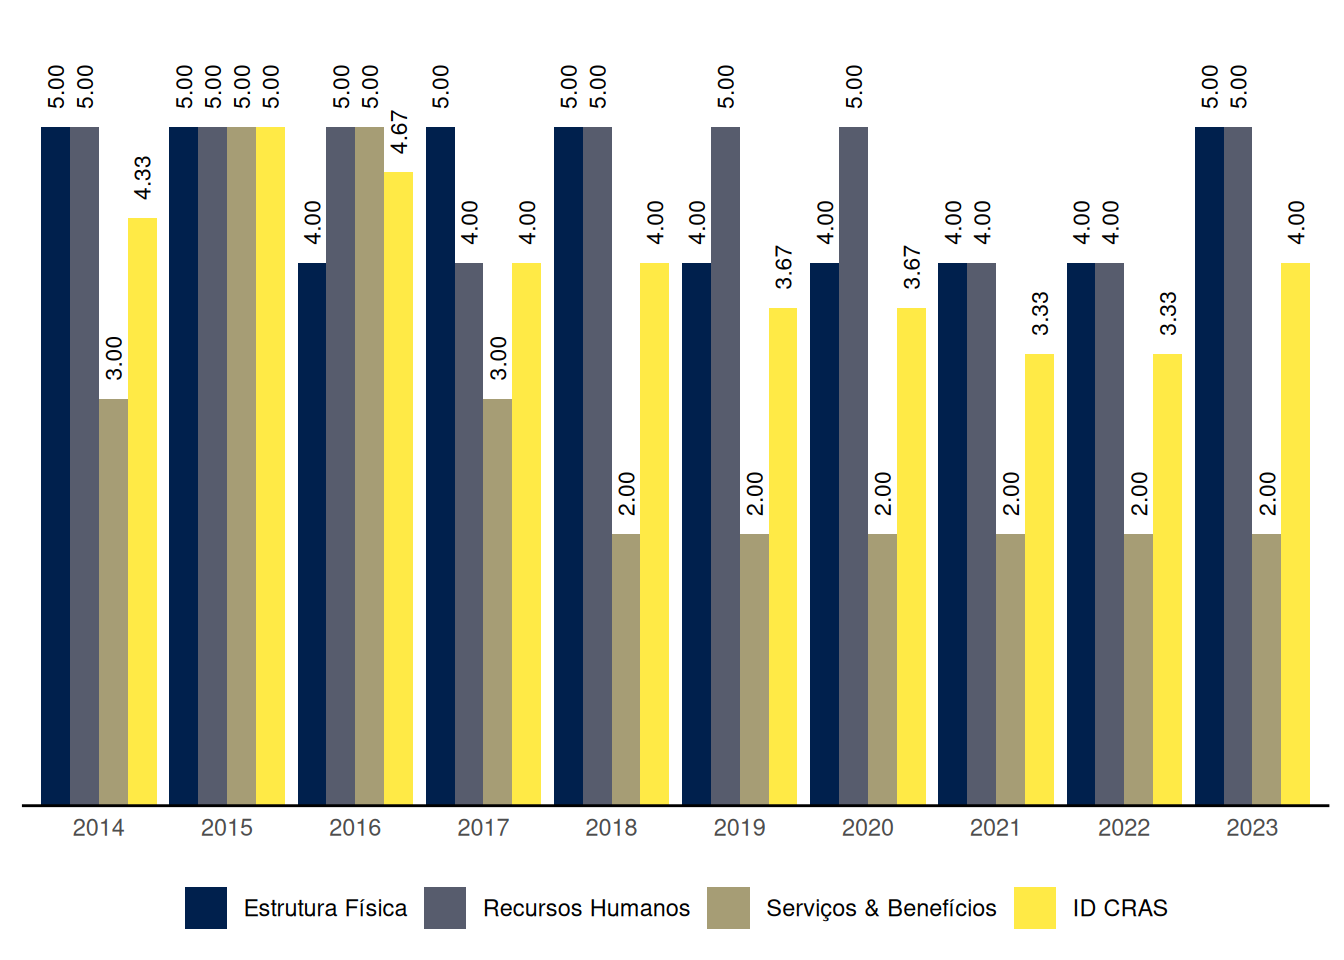 5.00 5.00 3.00 4.33 5.00 5.00 5.00 5.00 4.00 5.00 5.00 4.67 5.00 4.00 3.00 4.00 5.00 5.00 2.00 4.00 4.00 5.00 2.00 3.67 4.00 5.00 2.00 3.67 4.00 4.00 2.00 3.33 4.00 4.00 2.00 3.33 5.00 5.00 2.00 4.00
2014 2015 2016 2017 2018 2019 2020 2021 2022 2023
Estrutura Física Recursos Humanos Serviços & Benefícios ID CRAS